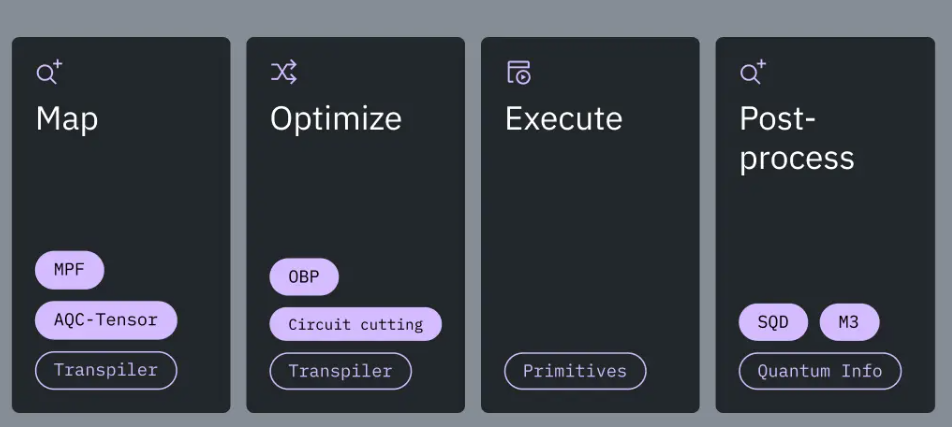 Map
MPF
AQC-Tensor
Transpiler
Optimize
OBP
Circuit cutting
Transpiler
Execute
Primitives
Post-
process
SQD M3
Quantum Info